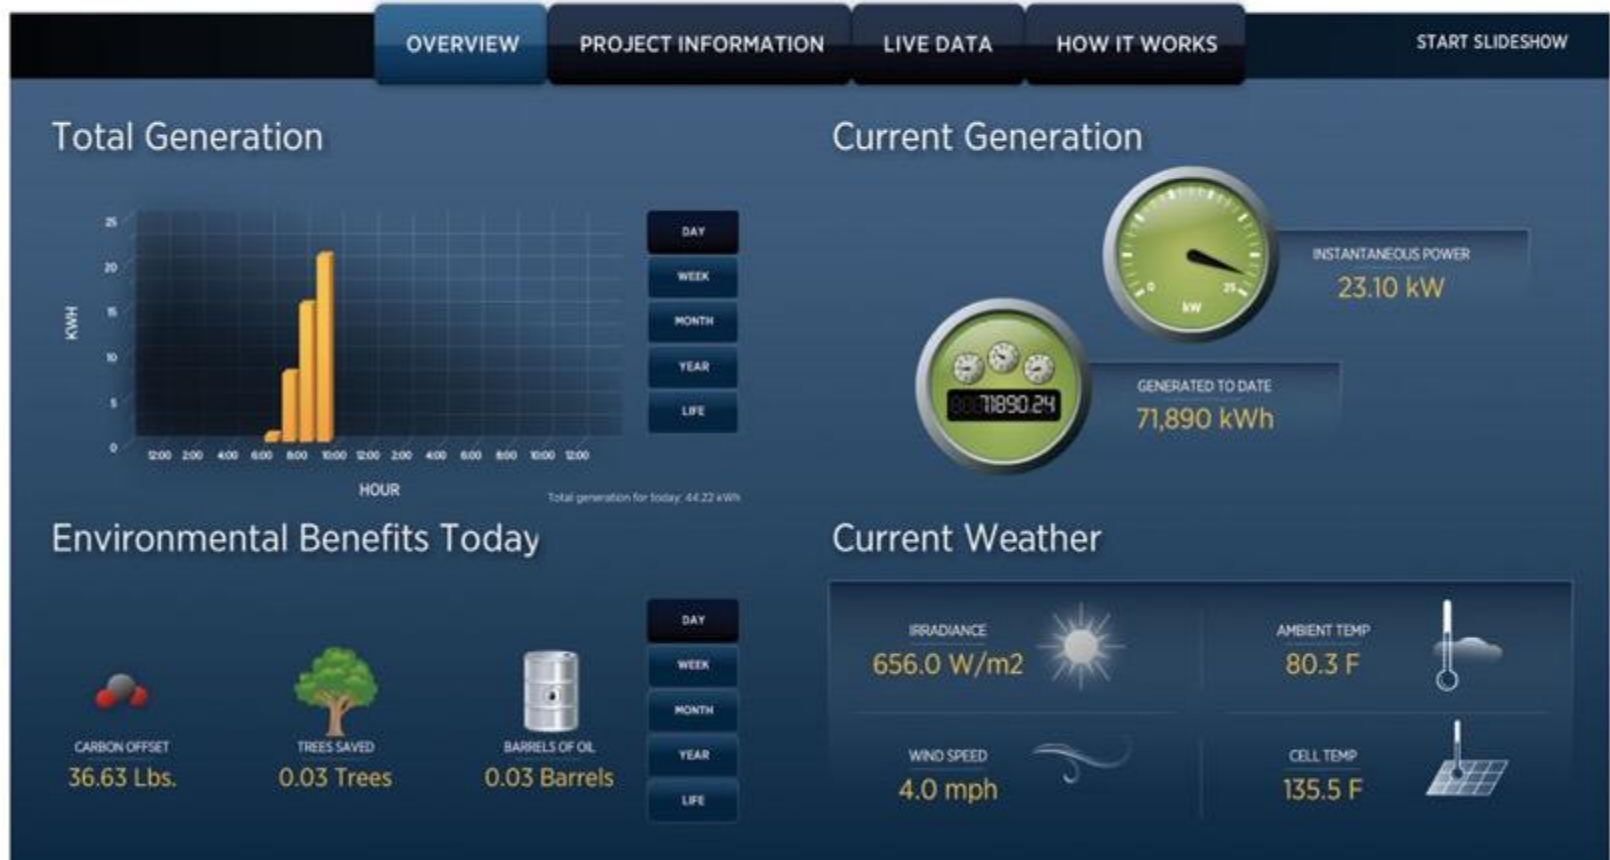 OVERVIEW
PROJECT INFORMATION
LIVE DATA
HOW IT WORKS
START SLIDESHOW
Total Generation
25
20
15
10
5
0
KWH
12:00 2:00 4:00 6:00 8:00 10:00 12:00 2:00 4:00 6:00 8:00 10:00 12:00
HOUR
Total generation for today: 44.22 kWh
DAY
WEEK
MONTH
YEAR
LIFE
Current Generation
0
25
kW
INSTANTANEOUS POWER
23.10 kW
71890.24
GENERATED TO DATE
71,890 kWh
Environmental Benefits Today
CARBON OFFSET
36.63 Lbs.
TREES SAVED
0.03 Trees
BARRELS OF OIL
0.03 Barrels
DAY
WEEK
MONTH
YEAR
LIFE
Current Weather
IRRADIANCE
656.0 W/m2
AMBIENT TEMP
80.3 F
WIND SPEED
4.0 mph
CELL TEMP
135.5 F